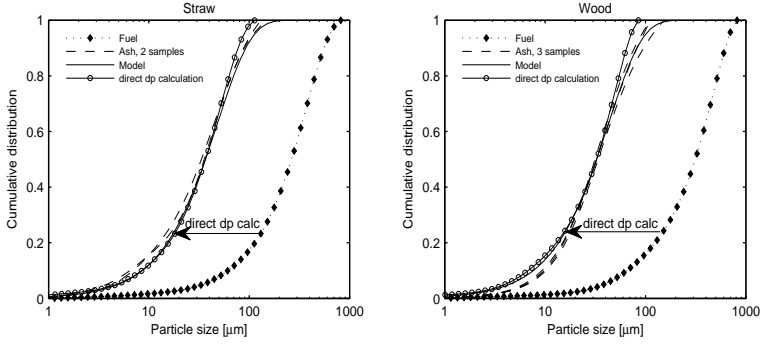 Straw
Cumulative distribution
1
0.8
0.6
0.4
0.2
0
Fuel
Ash, 2 samples
Model
direct dp calculation
direct dp calc
1
10
100
1000
Particle size [μm]
Wood
Cumulative distribution
1
0.8
0.6
0.4
0.2
0
Fuel
Ash, 3 samples
Model
direct dp calculation
direct dp calc
1
10
100
1000
Particle size [μm]